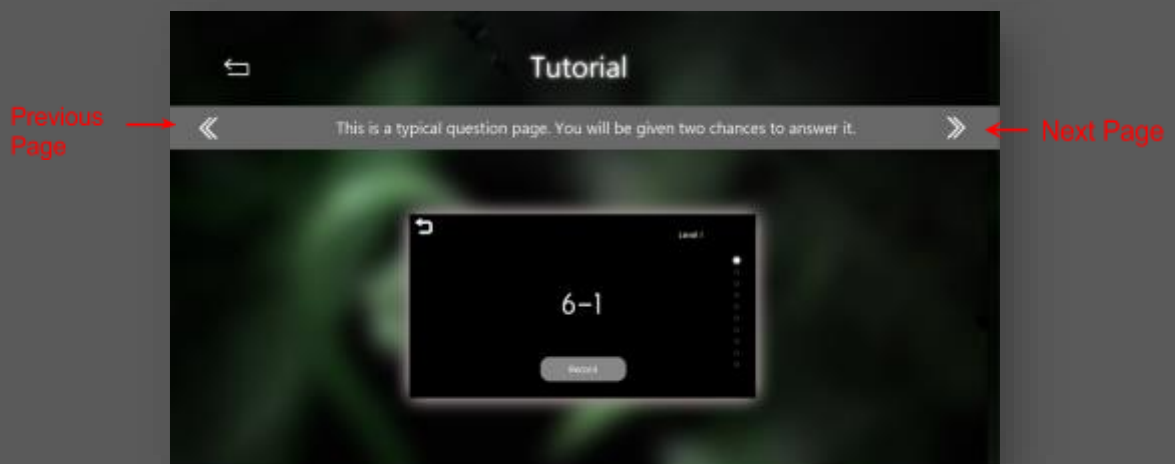 Tutorial
Previous
Page
This is a typical question page. You will be given two chances to answer it.
Next Page
Level 1
6-1
Record